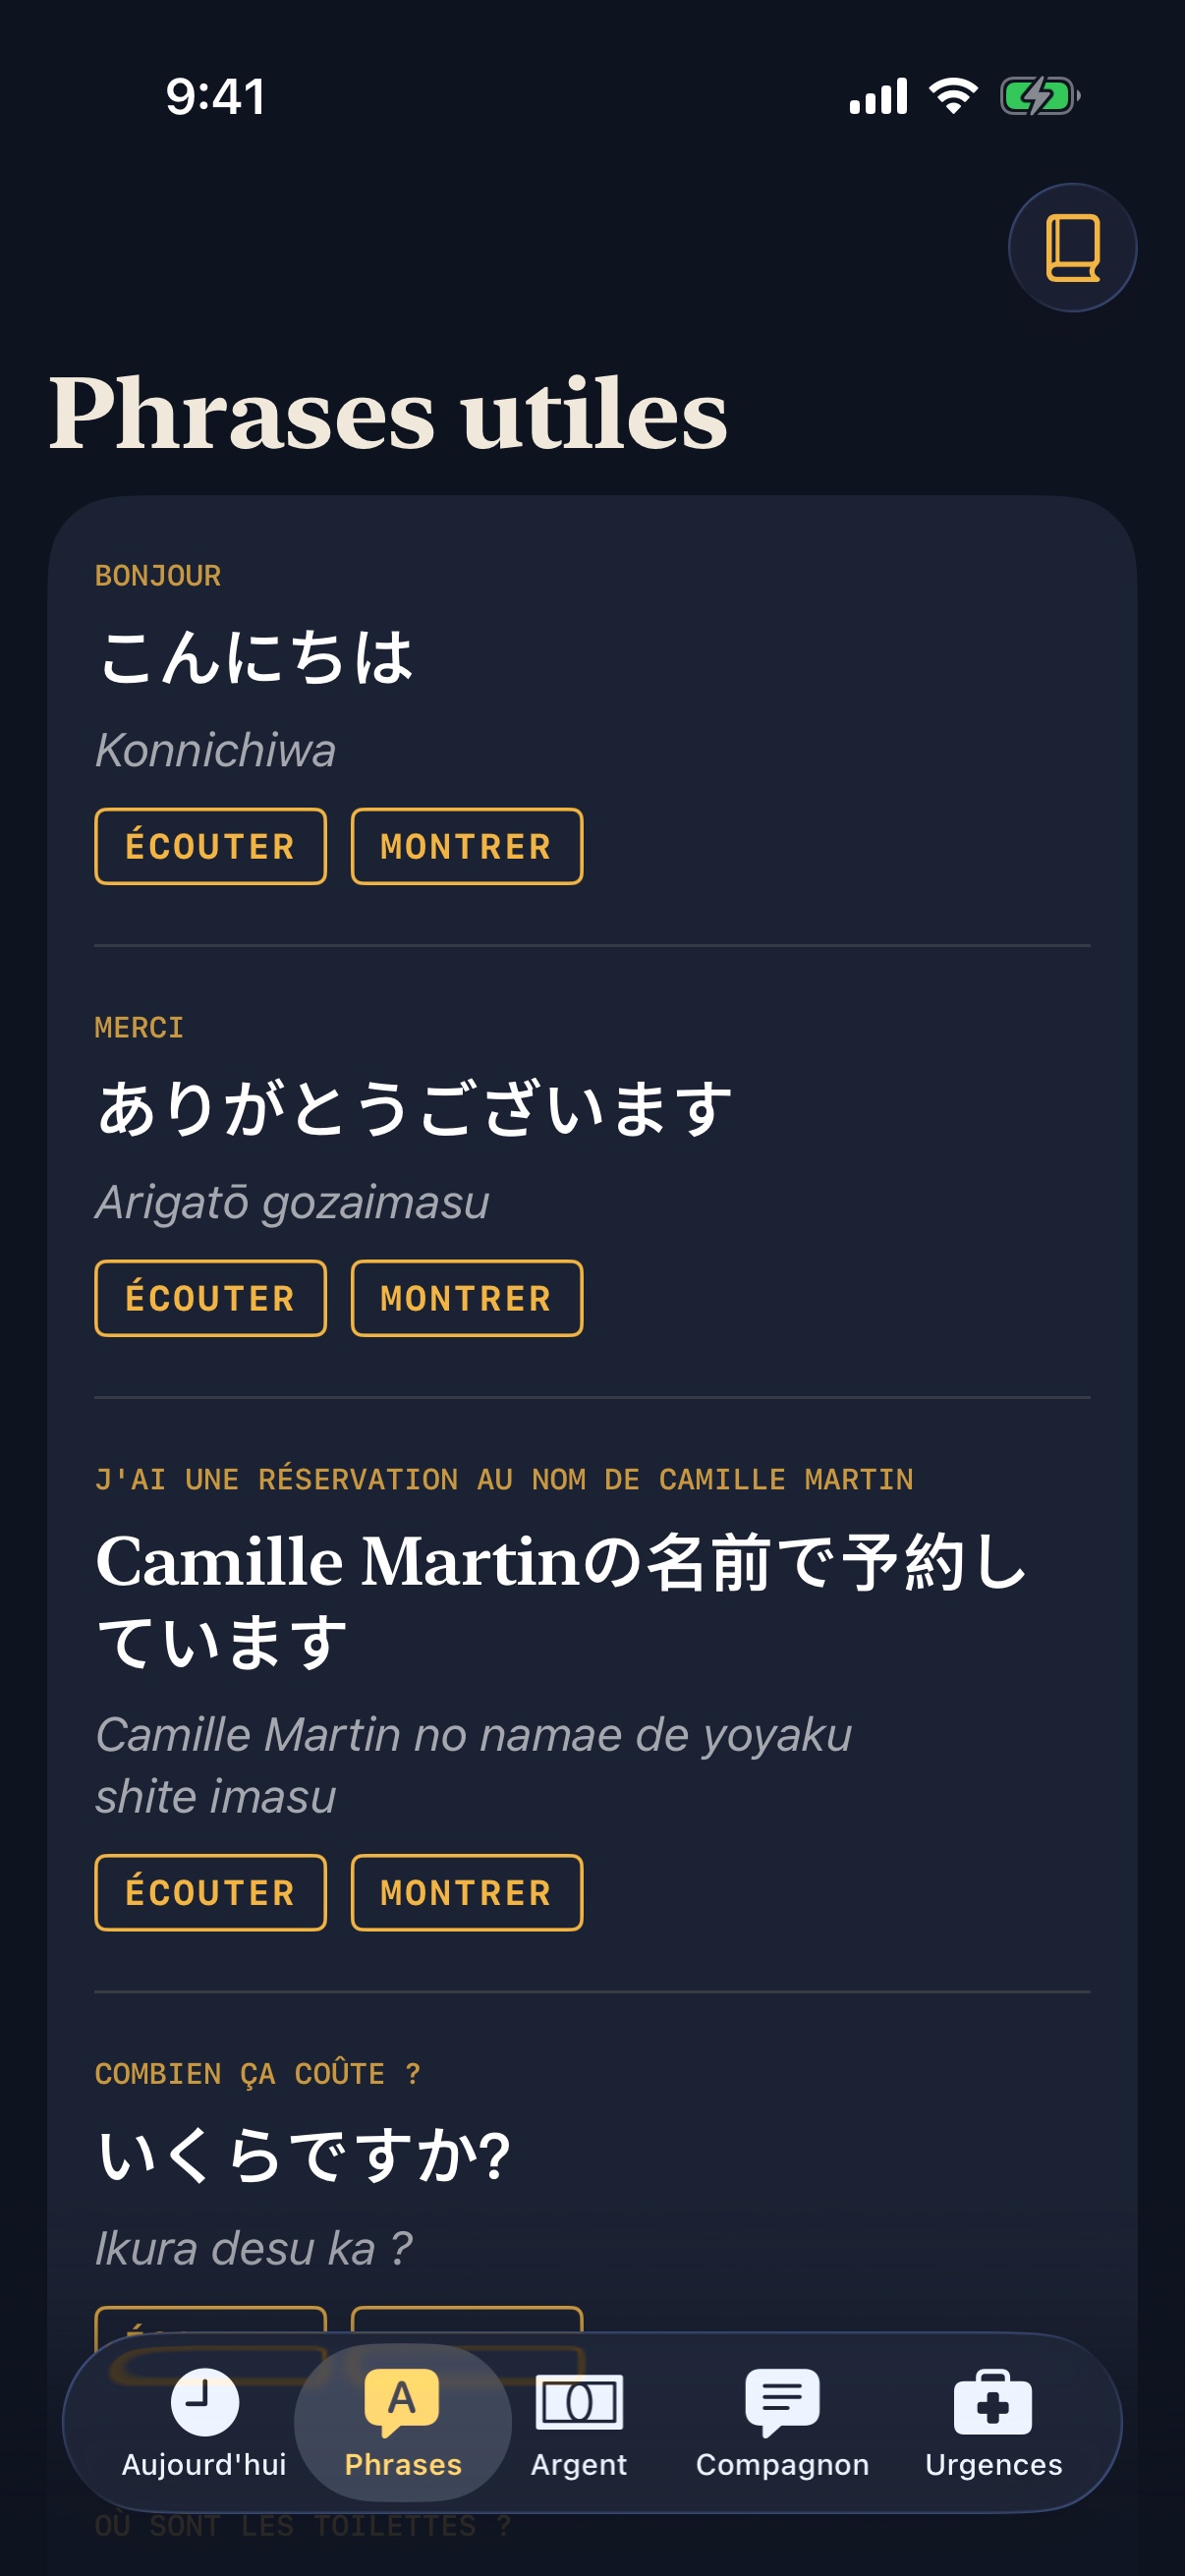 9:41
Phrases utiles
BONJOUR
こんにちは
Konnichiwa
ÉCOUTER
MONTRER
MERCI
ありがとうございます
Arigatō gozaimasu
ÉCOUTER
MONTRER
J'AI UNE RÉSERVATION AU NOM DE CAMILLE MARTIN
Camille Martinの名前で予約し
ています
Camille Martin no namae de yoyaku
shite imasu
ÉCOUTER
MONTRER
COMBIEN ÇA COÛTE ?
いくらですか?
Ikura desu ka ?
A
Aujourd'hui
Phrases
Argent
Compagnon
Urgences
OÙ SONT LES TOILETTES ?